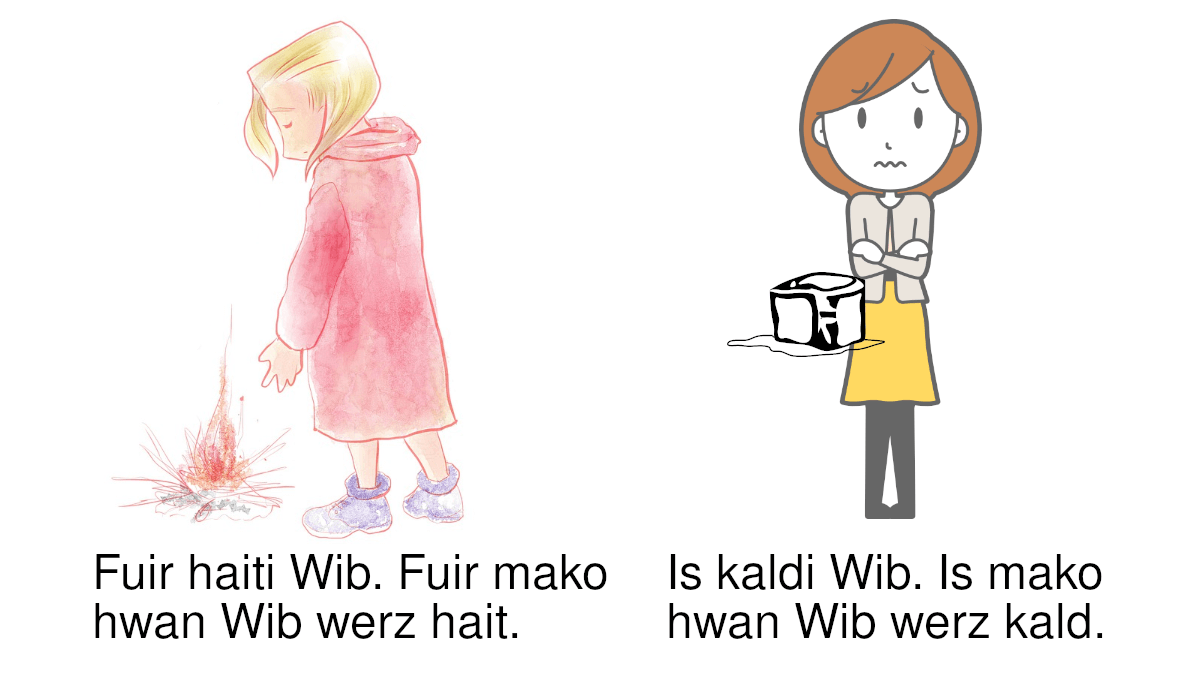 Fuir haiti Wib. Fuir mako
hwan Wib werz hait.
Is kaldi Wib. Is mako
hwan Wib werz kald.